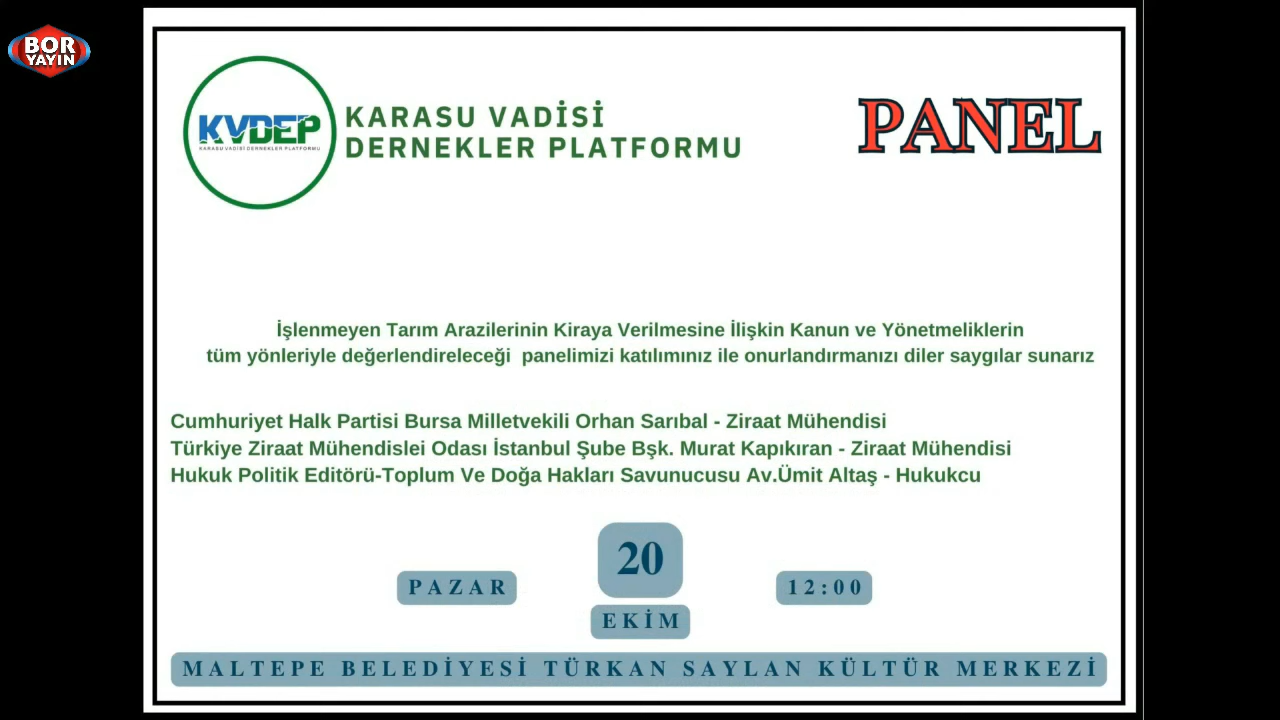 BOR
YAYIN
KVDEP
KARASU VADİSİ DERNEKLER PLATFORMU
KARASU VADİSİ
DERNEKLER PLATFORMU
PANEL
İşlenmeyen Tarım Arazilerinin Kiraya Verilmesine İlişkin Kanun ve Yönetmeliklerin
tüm yönleriyle değerlendireleceği panelimizi katılımınız ile onurlandırmanızı diler saygılar sunarız
Cumhuriyet Halk Partisi Bursa Milletvekili Orhan Sarıbal - Ziraat Mühendisi
Türkiye Ziraat Mühendislei Odası İstanbul Şube Bşk. Murat Kapıkıran - Ziraat Mühendisi
Hukuk Politik Editörü-Toplum Ve Doğa Hakları Savunucusu Av.Ümit Altaş - Hukukcu
20
PAZAR
12:00
EKİM
MALTEPE BELEDİYESİ TÜRKAN SAYLAN KÜLTÜR MERKEZİ